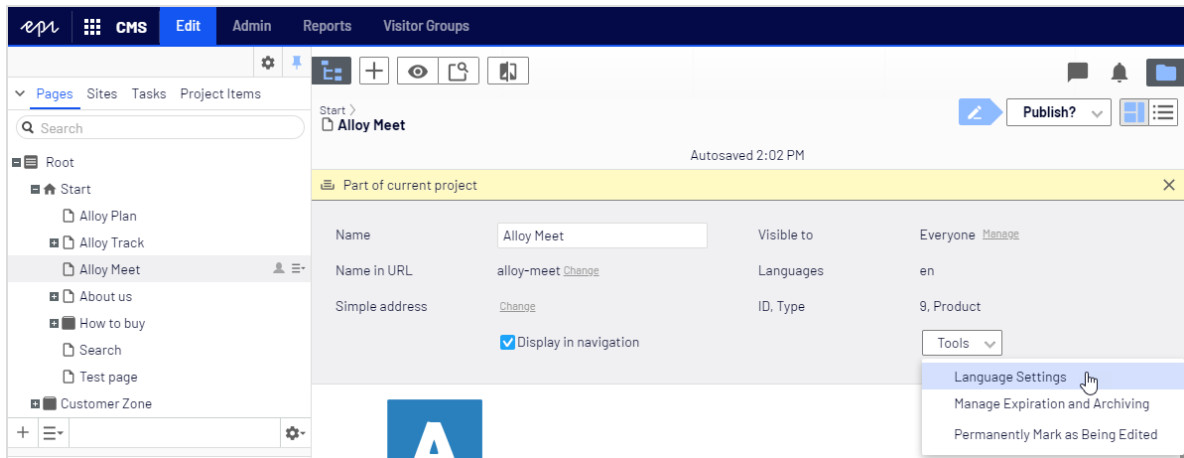 epi CMS Edit Admin Reports Visitor Groups
Pages Sites Tasks Project Items
Search
Root
Start
Alloy Plan
Alloy Track
Alloy Meet
About us
How to buy
Search
Test page
Customer Zone
Start
Alloy Meet
Publish?
Autosaved 2:02 PM
Part of current project
Name Alloy Meet Visible to Everyone Manage
Name in URL alloy-meet Change Languages en
Simple address Change ID, Type 9, Product
Display in navigation Tools
Language Settings
Manage Expiration and Archiving
Permanently Mark as Being Edited
A